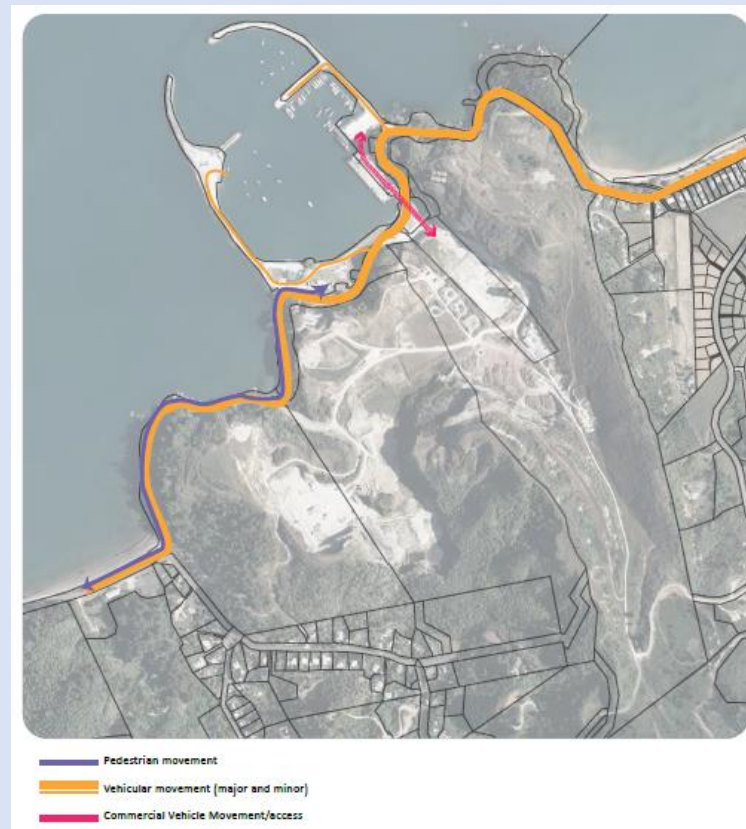 Pedestrian movement
Vehicular movement (major and minor)
Commercial Vehicle Movement/access